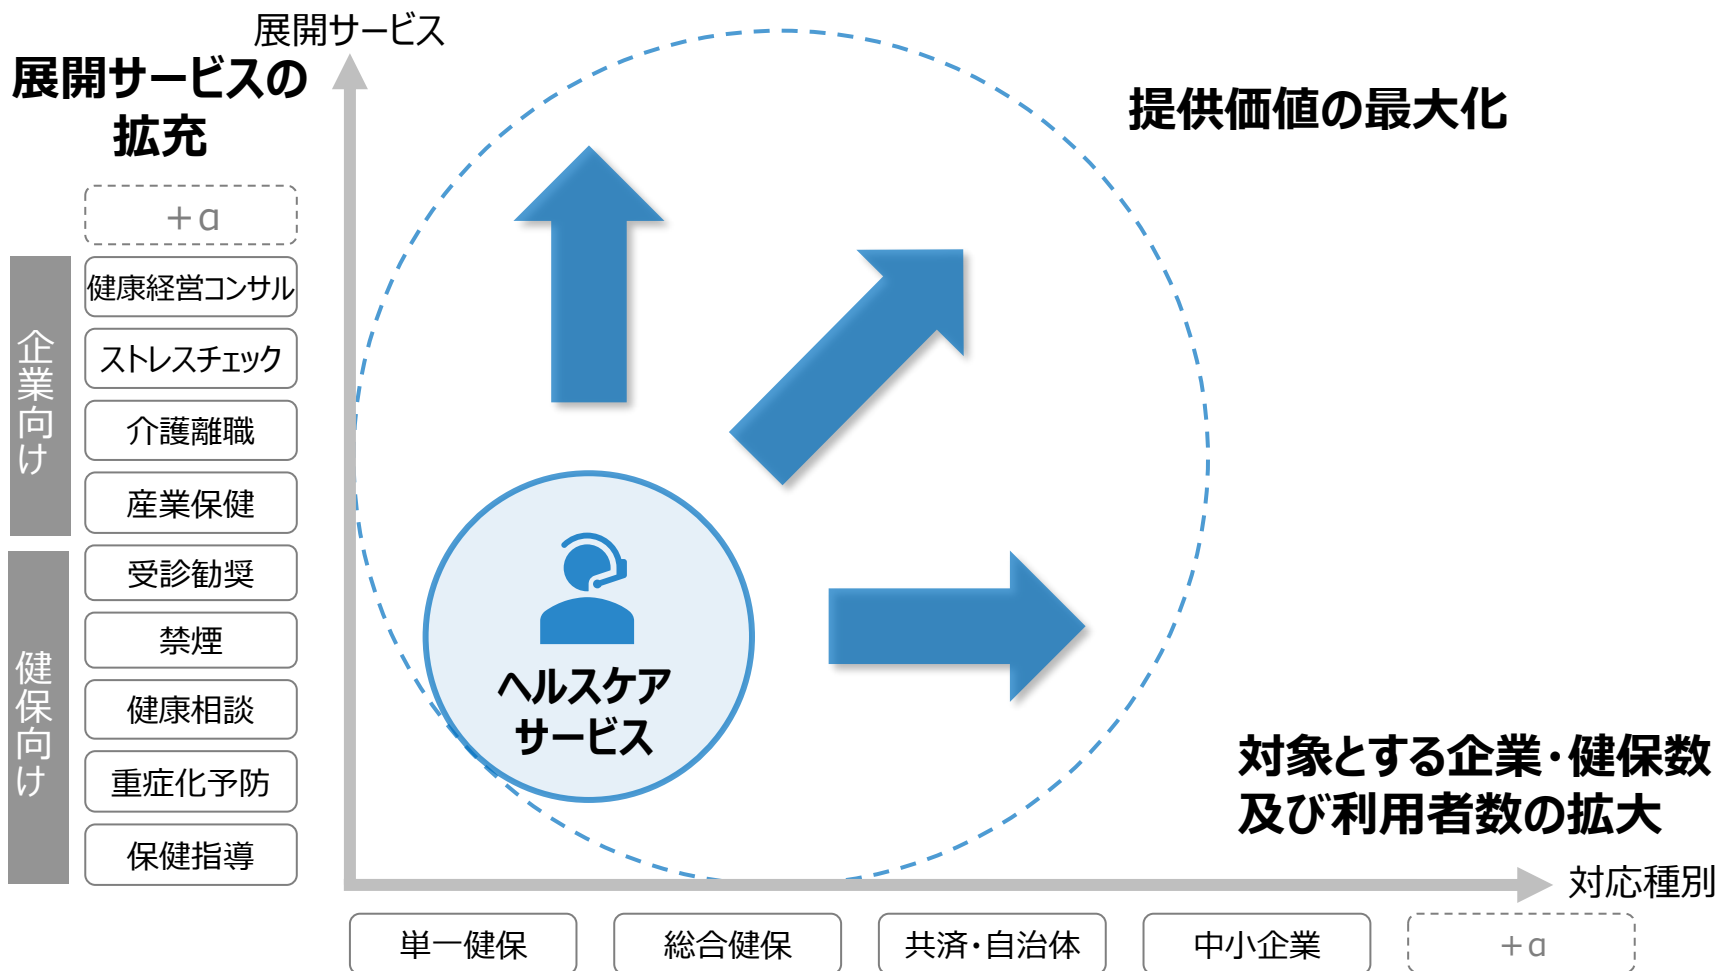 展開サービス
展開サービスの
拡充
提供価値の最大化
+α
企業向け
健康経営コンサル
ストレスチェック
介護離職
産業保健
健保向け
受診勧奨
禁煙
健康相談
重症化予防
保健指導
ヘルスケア
サービス
対象とする企業・健保数
及び利用者数の拡大
対応種別
単一健保
総合健保
共済・自治体
中小企業
+α